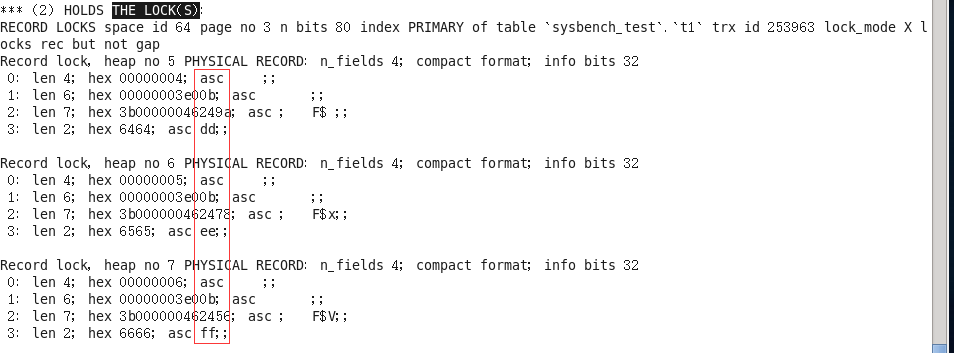 *** (2) HOLDS THE LOCK(S):
RECORD LOCKS space id 64 page no 3 n bits 80 index PRIMARY of table `sysbench_test`.`t1` trx id 253963 lock_mode X l
ocks rec but not gap
Record lock, heap no 5 PHYSICAL RECORD: n_fields 4; compact format; info bits 32
0: len 4; hex 00000004; asc ;;
1: len 6; hex 00000003e00b; asc ;;
2: len 7; hex 3b00000046249a; asc ; F$ ;;
3: len 2; hex 6464; asc dd;;
Record lock, heap no 6 PHYSICAL RECORD: n_fields 4; compact format; info bits 32
0: len 4; hex 00000005; asc ;;
1: len 6; hex 00000003e00b; asc ;;
2: len 7; hex 3b000000462478; asc ; F$x;;
3: len 2; hex 6565; asc ee;;
Record lock, heap no 7 PHYSICAL RECORD: n_fields 4; compact format; info bits 32
0: len 4; hex 00000006; asc ;;
1: len 6; hex 00000003e00b; asc ;;
2: len 7; hex 3b000000462456; asc ; F$V;;
3: len 2; hex 6666; asc ff;;